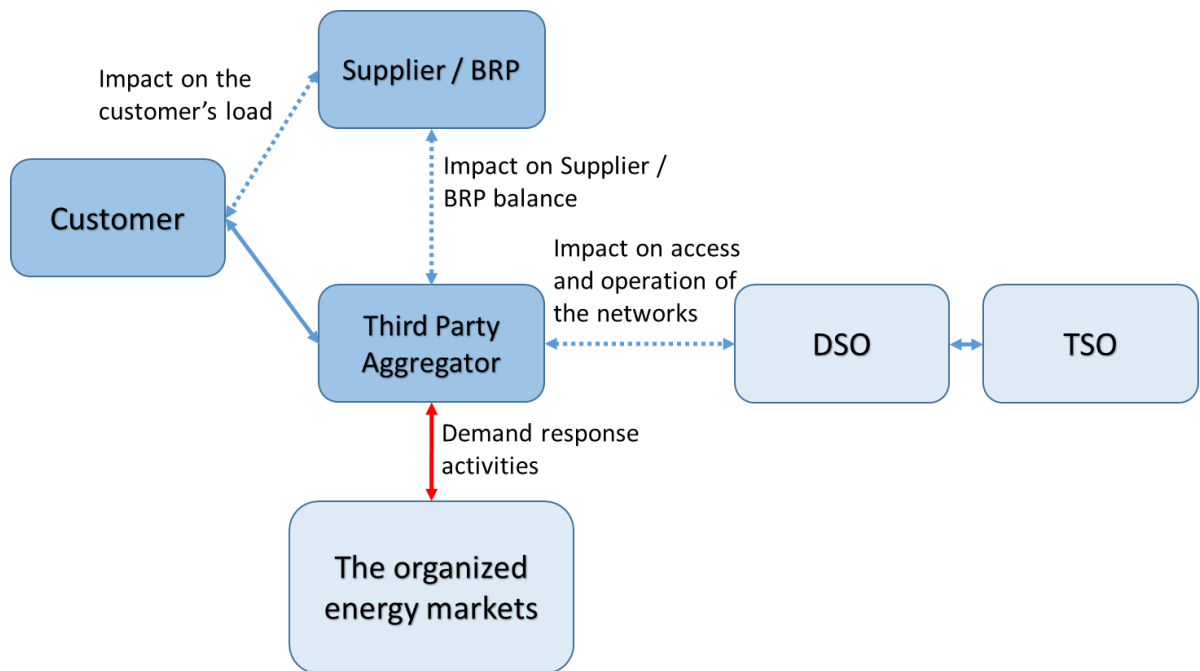 Supplier / BRP
Impact on the
customer's load
Customer
Impact on Supplier /
BRP balance
Impact on access
and operation of
the networks
Third Party
Aggregator
DSO
TSO
Demand response
activities
The organized
energy markets